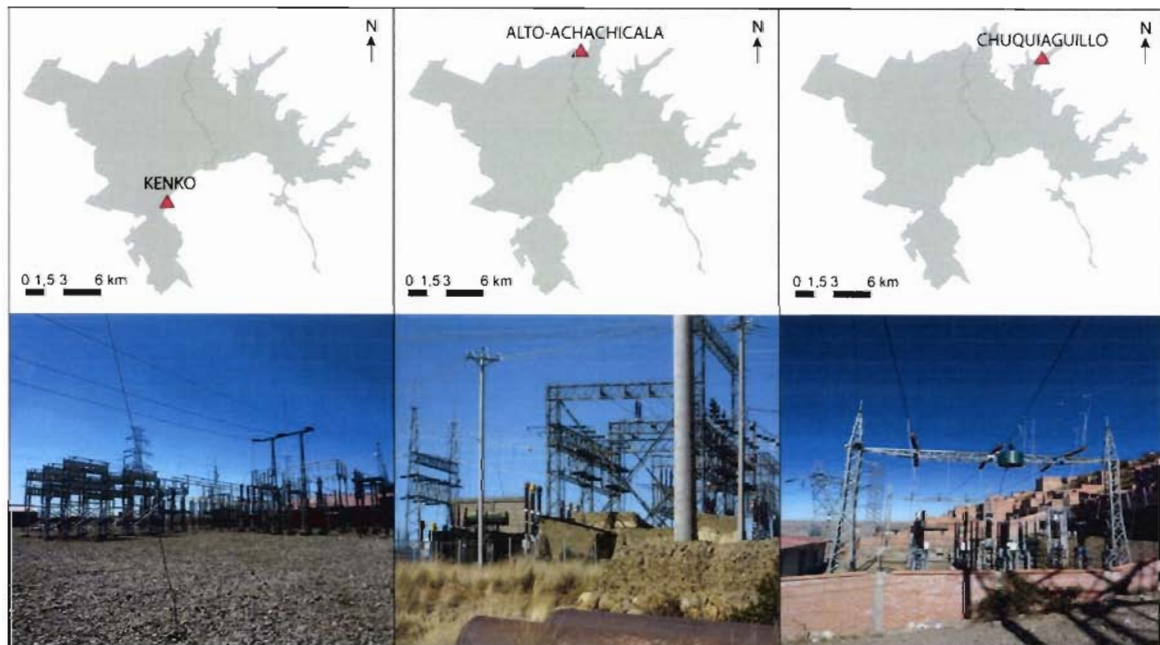 N
KENKO
0 1,5 3 6 km
N
ALTO-ACHACHICALA
0 1,5 3 6 km
N
CHUQUIAGUILLO
0 1,5 3 6 km